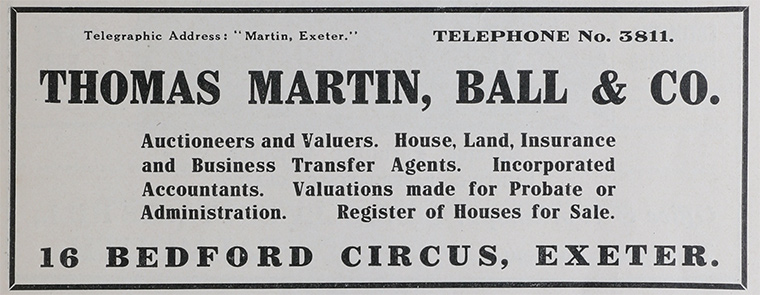 Telegraphic Address: "Martin, Exeter."
TELEPHONE No. 3811.
THOMAS MARTIN, BALL & CO.
Auctioneers and Valuers. House, Land, Insurance
and Business Transfer Agents. Incorporated
Accountants. Valuations made for Probate or
Administration. Register of Houses for Sale.
16 BEDFORD CIRCUS, EXETER.